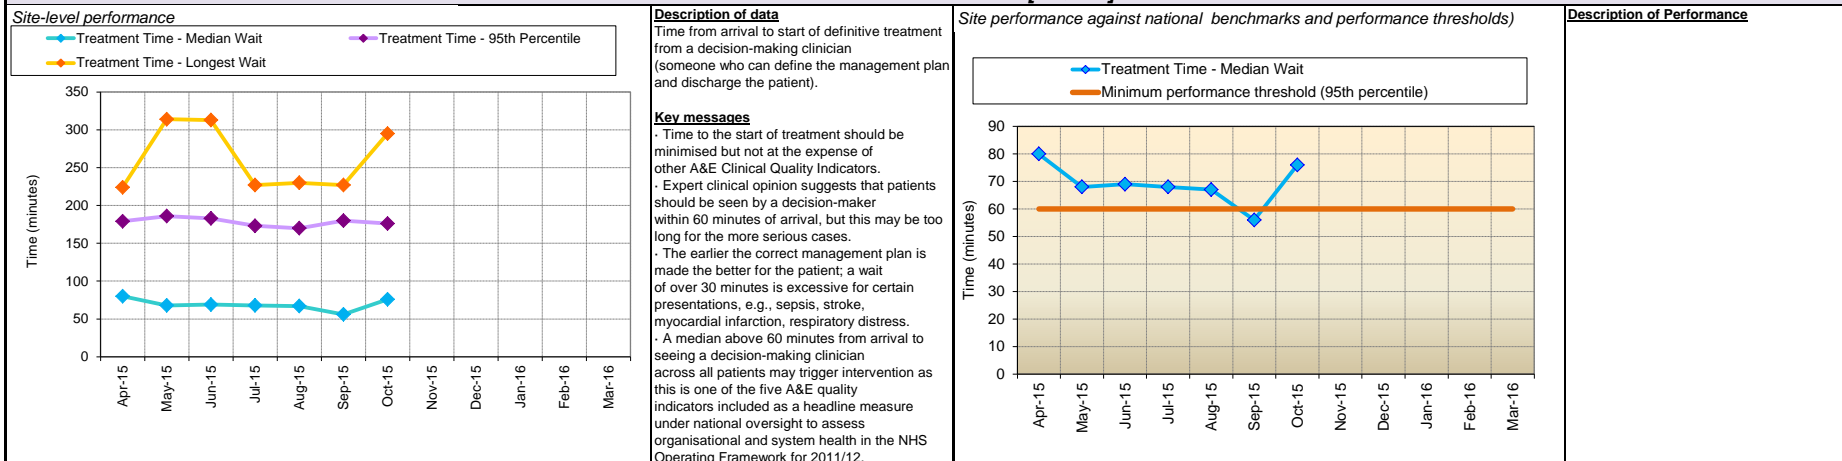 Site-level performance
Treatment Time - Median Wait
Treatment Time - 95th Percentile
Treatment Time - Longest Wait
350
300
250
200
150
100
50
0
Time (minutes)
Apr-15
May-15
Jun-15
Jul-15
Aug-15
Sep-15
Oct-15
Nov-15
Dec-15
Jan-16
Feb-16
Mar-16
Description of data
Time from arrival to start of definitive treatment
from a decision-making clinician
(someone who can define the management plan
and discharge the patient).
Key messages
· Time to the start of treatment should be
minimised but not at the expense of
other A&E Clinical Quality Indicators.
· Expert clinical opinion suggests that patients
should be seen by a decision-maker
within 60 minutes of arrival, but this may be too
long for the more serious cases.
· The earlier the correct management plan is
made the better for the patient; a wait
of over 30 minutes is excessive for certain
presentations, e.g., sepsis, stroke,
myocardial infarction, respiratory distress.
· A median above 60 minutes from arrival to
seeing a decision-making clinician
across all patients may trigger intervention as
this is one of the five A&E quality
indicators included as a headline measure
under national oversight to assess
organisational and system health in the NHS
Operating Framework for 2011/12.
Site performance against national  benchmarks and performance thresholds)
Treatment Time - Median Wait
Minimum performance threshold (95th percentile)
90
80
70
60
50
40
30
20
10
0
Time (minutes)
Apr-15
May-15
Jun-15
Jul-15
Aug-15
Sep-15
Oct-15
Nov-15
Dec-15
Jan-16
Feb-16
Mar-16
Description of Performance